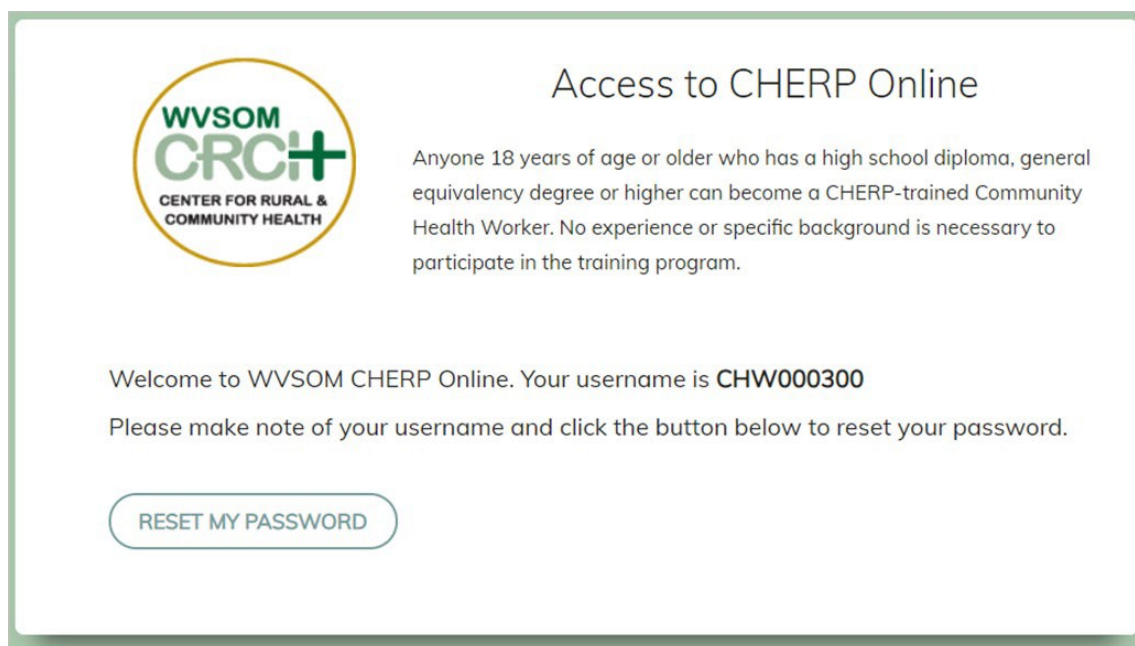 WVSOM
CRCH
CENTER FOR RURAL &
COMMUNITY HEALTH
Access to CHERP Online
Anyone 18 years of age or older who has a high school diploma, general
equivalency degree or higher can become a CHERP-trained Community
Health Worker. No experience or specific background is necessary to
participate in the training program.
Welcome to WVSOM CHERP Online. Your username is CHW000300
Please make note of your username and click the button below to reset your password.
RESET MY PASSWORD